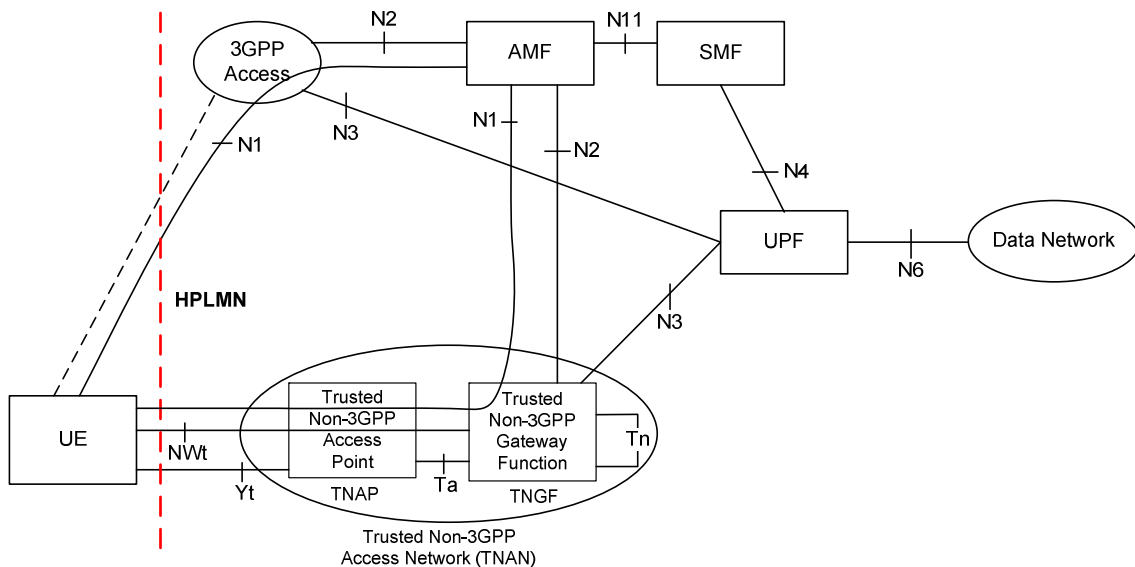 N2
N11
3GPP
Access
AMF
SMF
N1
N3
N1
N2
N4
UPF
Data Network
N6
HPLMN
N3
UE
NWt
Yt
Trusted
Non-3GPP
Access
Point
TNAP
Ta
Trusted
Non-3GPP
Gateway
Function
TNGF
Tn
Trusted Non-3GPP
Access Network (TNAN)